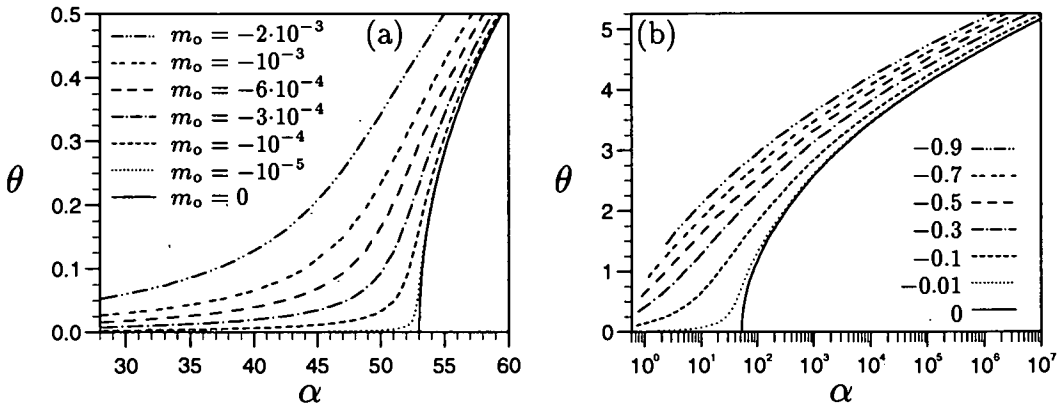 0.5
0.4
0.3
0.2
0.1
0.0
θ
(a)
m₀ = −2·10⁻³
m₀ = −10⁻³
m₀ = −6·10⁻⁴
m₀ = −3·10⁻⁴
m₀ = −10⁻⁴
m₀ = −10⁻⁵
m₀ = 0
30 35 40 45 50 55 60
α
(b)
5
4
3
2
1
0
θ
−0.9
−0.7
−0.5
−0.3
−0.1
−0.01
0
10⁰ 10¹ 10² 10³ 10⁴ 10⁵ 10⁶ 10⁷
α